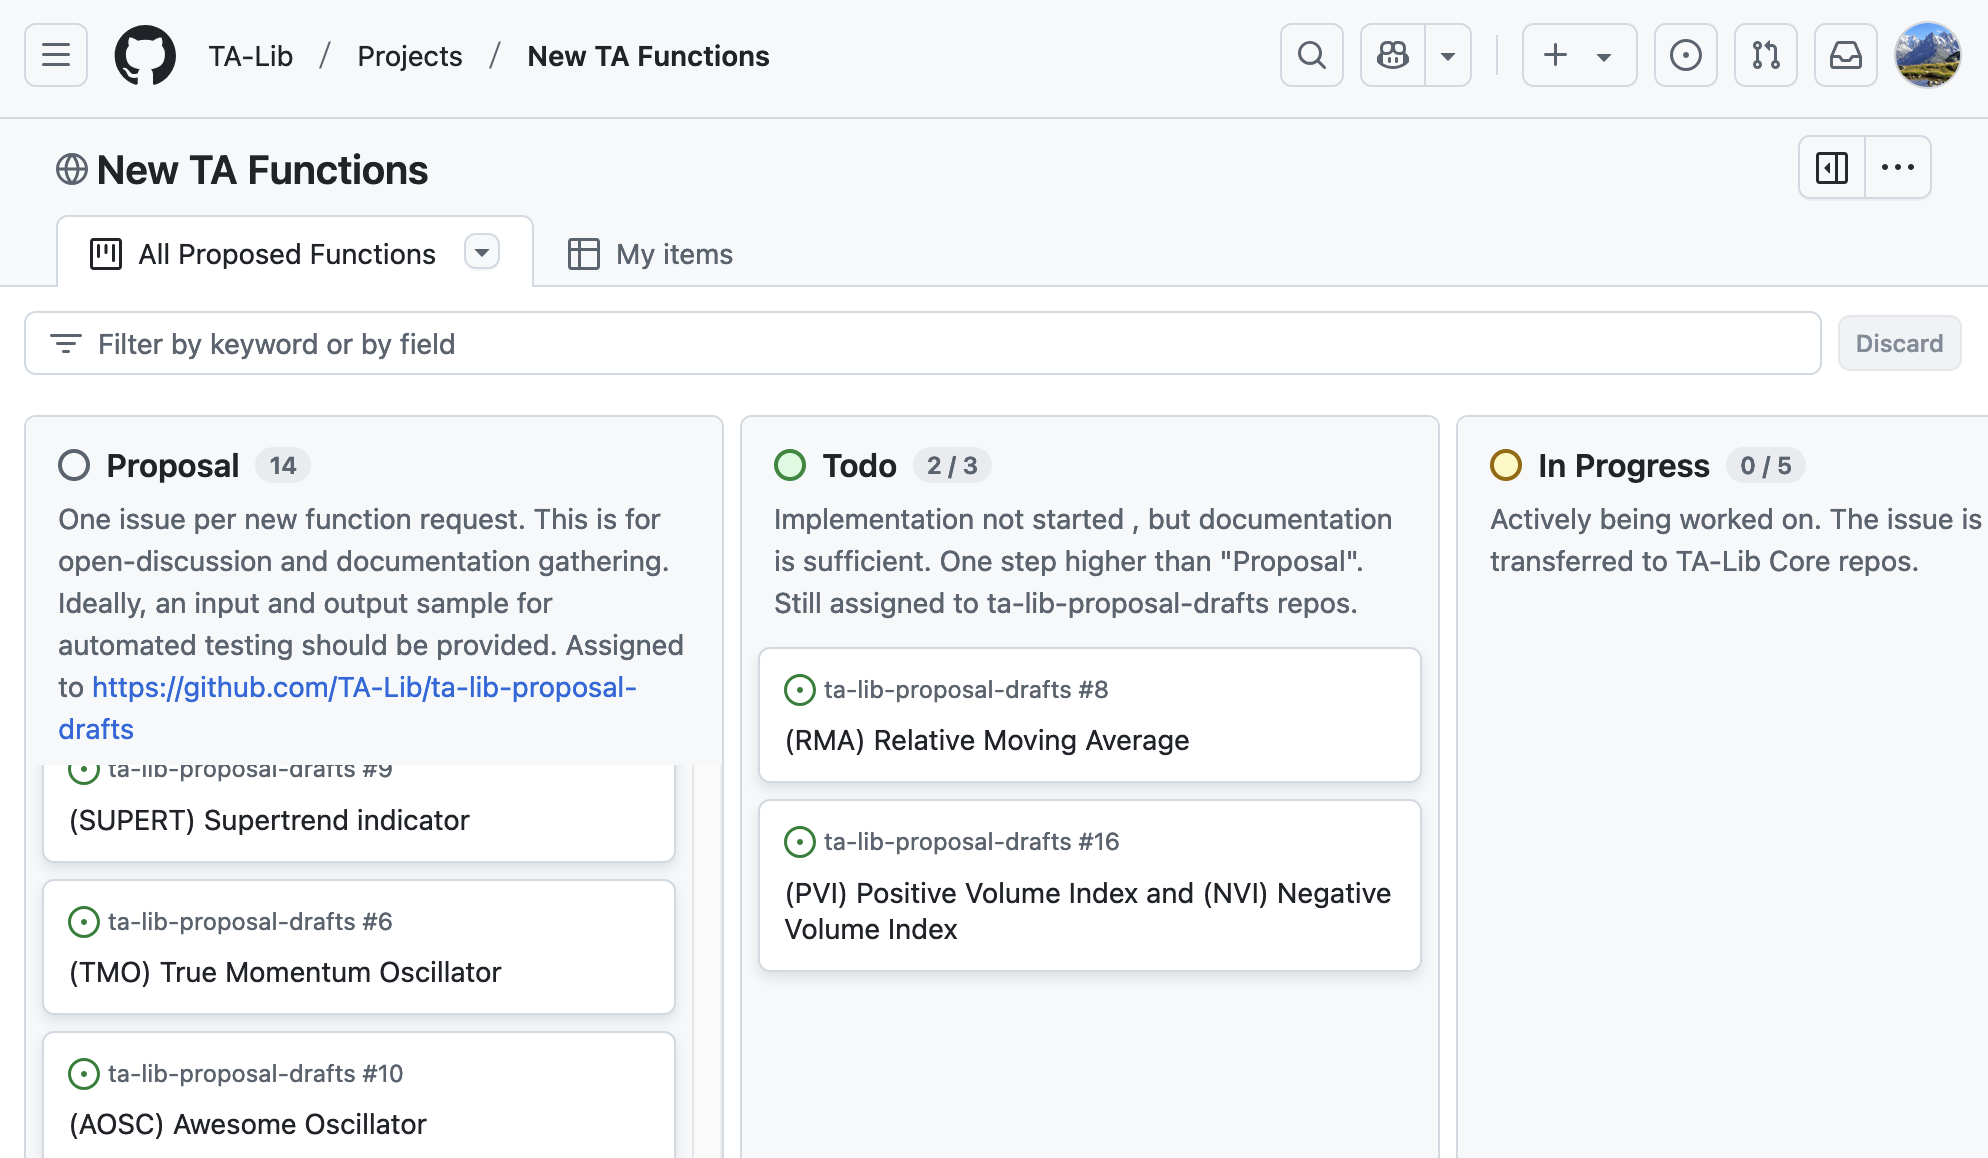 TA-Lib / Projects / New TA Functions
New TA Functions
All Proposed Functions
My items
Filter by keyword or by field
Discard
Proposal 14
One issue per new function request. This is for
open-discussion and documentation gathering.
Ideally, an input and output sample for
automated testing should be provided. Assigned
to https://github.com/TA-Lib/ta-lib-proposal-
drafts
ta-lib-proposal-drafts #9
(SUPERT) Supertrend indicator
ta-lib-proposal-drafts #6
(TMO) True Momentum Oscillator
ta-lib-proposal-drafts #10
(AOSC) Awesome Oscillator
Todo 2 / 3
Implementation not started , but documentation
is sufficient. One step higher than "Proposal".
Still assigned to ta-lib-proposal-drafts repos.
ta-lib-proposal-drafts #8
(RMA) Relative Moving Average
ta-lib-proposal-drafts #16
(PVI) Positive Volume Index and (NVI) Negative
Volume Index
In Progress 0 / 5
Actively being worked on. The issue is
transferred to TA-Lib Core repos.